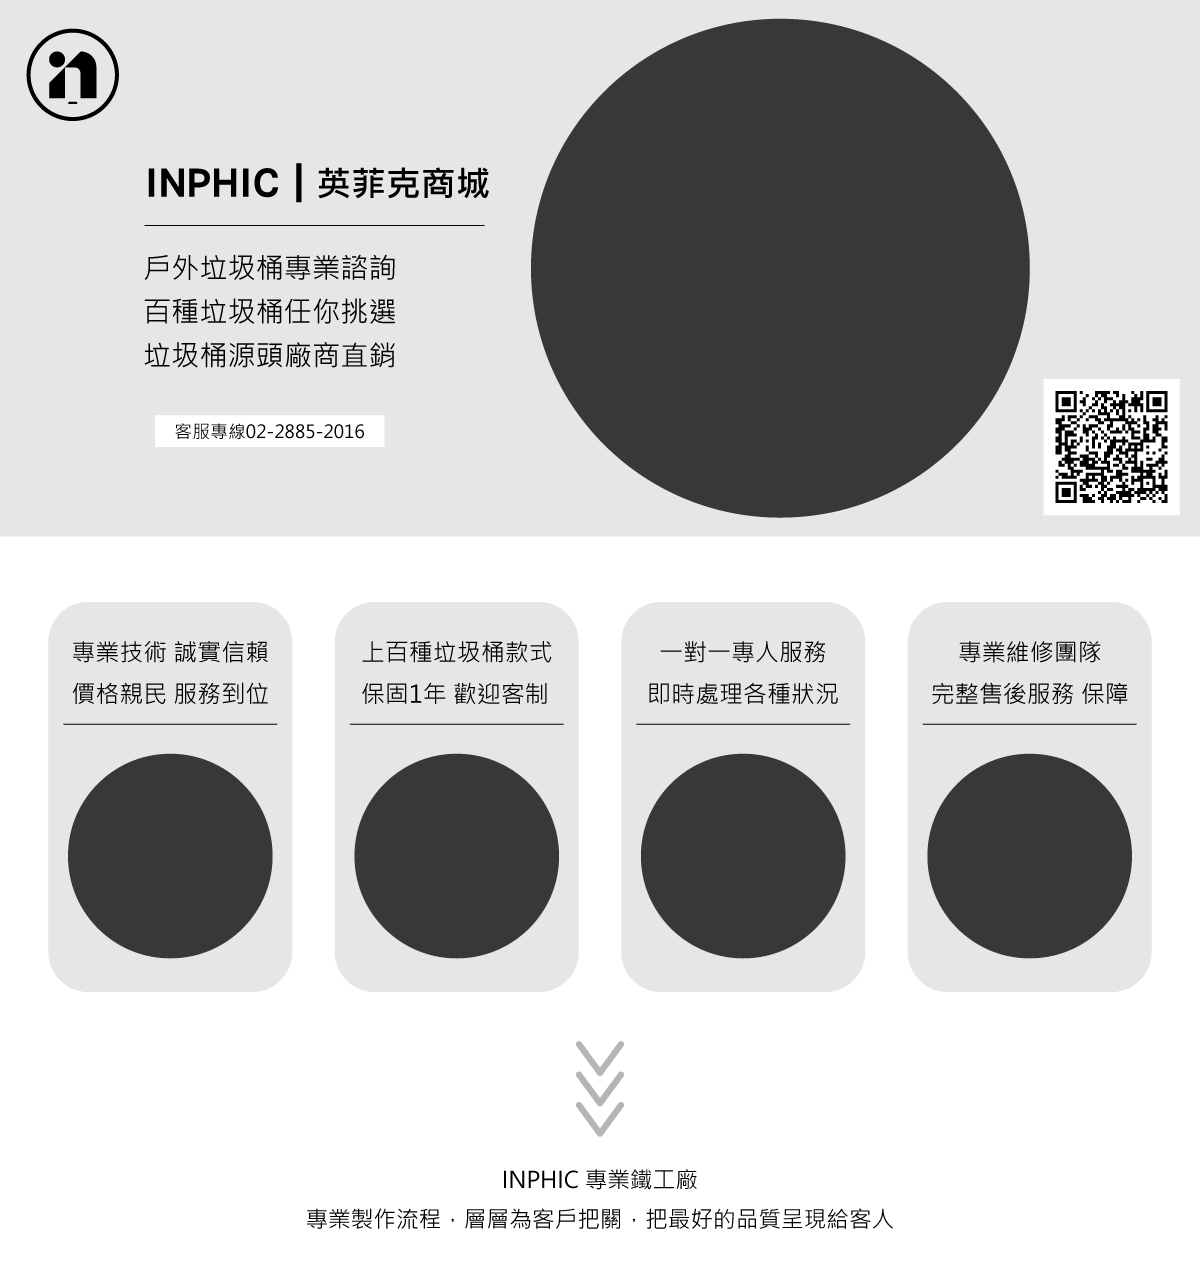 in
INPHIC | 英菲克商城
戶外垃圾桶專業諮詢
百種垃圾桶任你挑選
垃圾桶源頭廠商直銷
客服專線02-2885-2016
專業技術 誠實信賴
價格親民 服務到位
上百種垃圾桶款式
保固1年 歡迎客制
一對一專人服務
即時處理各種狀況
專業維修團隊
完整售後服務 保障
INPHIC 專業鐵工廠
專業製作流程，層層為客戶把關，把最好的品質呈現給客人